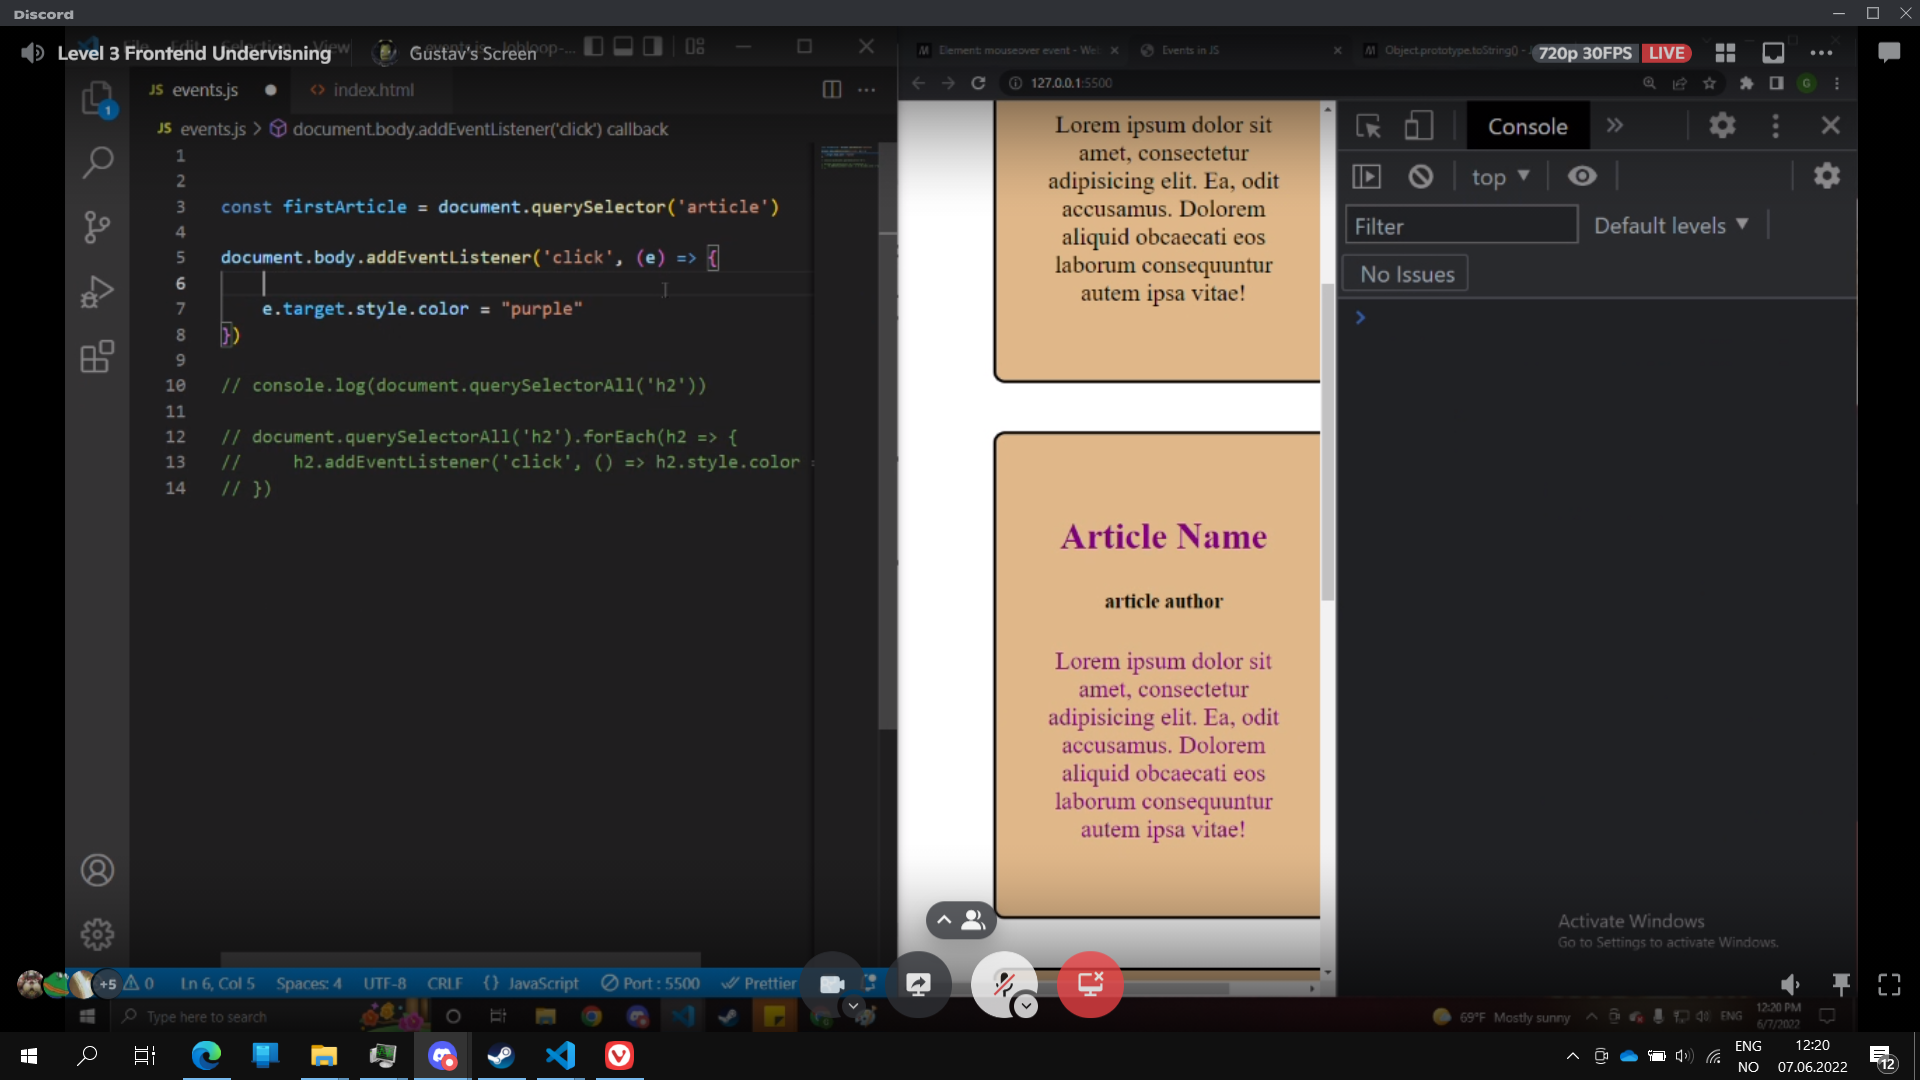 Discord
Level 3 Frontend Undervisning
Gustav's Screen
720p 30FPS
LIVE
JS events.js
<> index.html
JS events.js > document.body.addEventListener('click') callback
1
2
3 const firstArticle = document.querySelector('article')
4
5 document.body.addEventListener('click', (e) => {
6
7 e.target.style.color = "purple"
8 })
9
10 // console.log(document.querySelectorAll('h2'))
11
12 // document.querySelectorAll('h2').forEach(h2 => {
13 // h2.addEventListener('click', () => h2.style.color =
14 // })
1
+5
0
Ln 6, Col 5
Spaces: 4
UTF-8
CRLF
{} JavaScript
Port : 5500
Prettier
Type here to search
Element: mouseover event - Web
Events in JS
Object.prototype.toString() - J
127.0.0.1:5500
G
Lorem ipsum dolor sit
amet, consectetur
adipisicing elit. Ea, odit
accusamus. Dolorem
aliquid obcaecati eos
laborum consequuntur
autem ipsa vitae!
Article Name
article author
Lorem ipsum dolor sit
amet, consectetur
adipisicing elit. Ea, odit
accusamus. Dolorem
aliquid obcaecati eos
laborum consequuntur
autem ipsa vitae!
Console
top
Filter
Default levels
No Issues
Activate Windows
Go to Settings to activate Windows.
69°F Mostly sunny
ENG
12:20 PM
6/7/2022
ENG
NO
12:20
07.06.2022
12